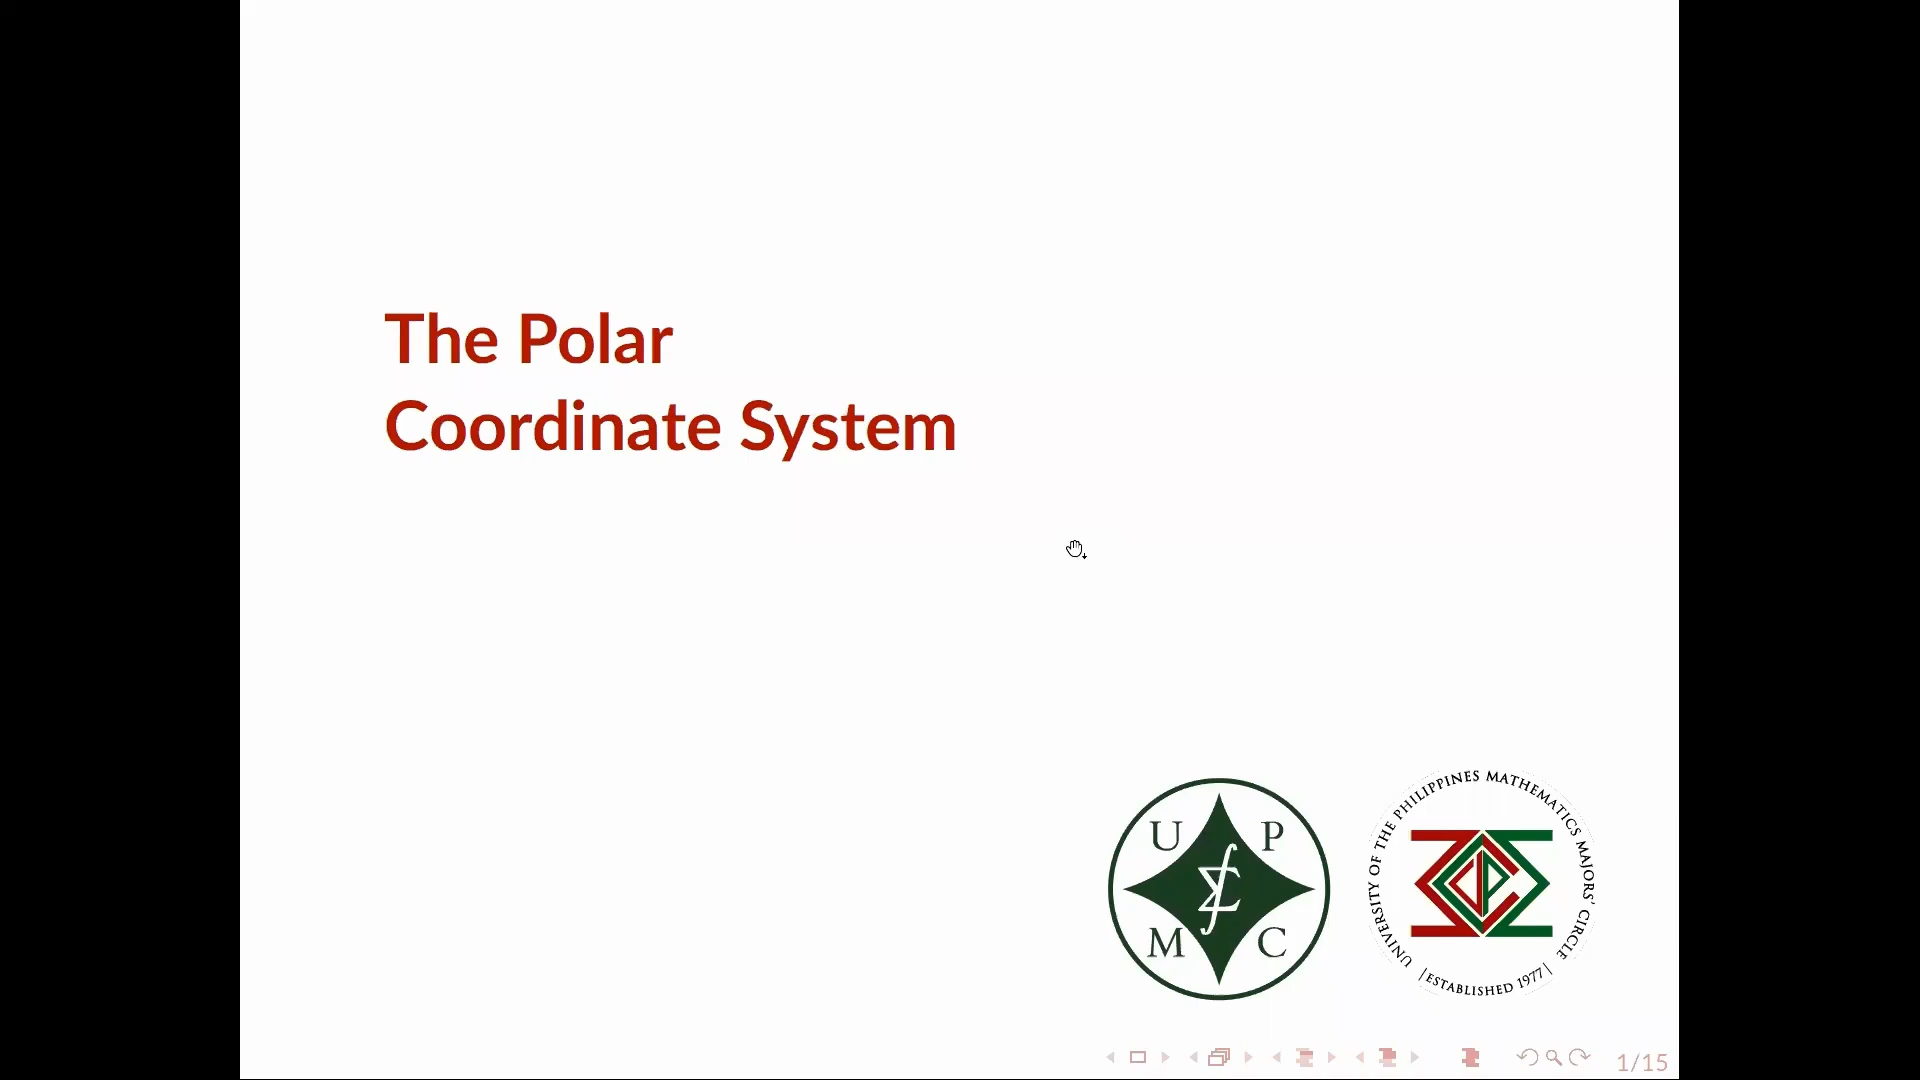 The Polar
Coordinate System
U P
M C
UNIVERSITY OF THE PHILIPPINES MATHEMATICS MAJORS' CIRCLE
|ESTABLISHED 1977|
1/15